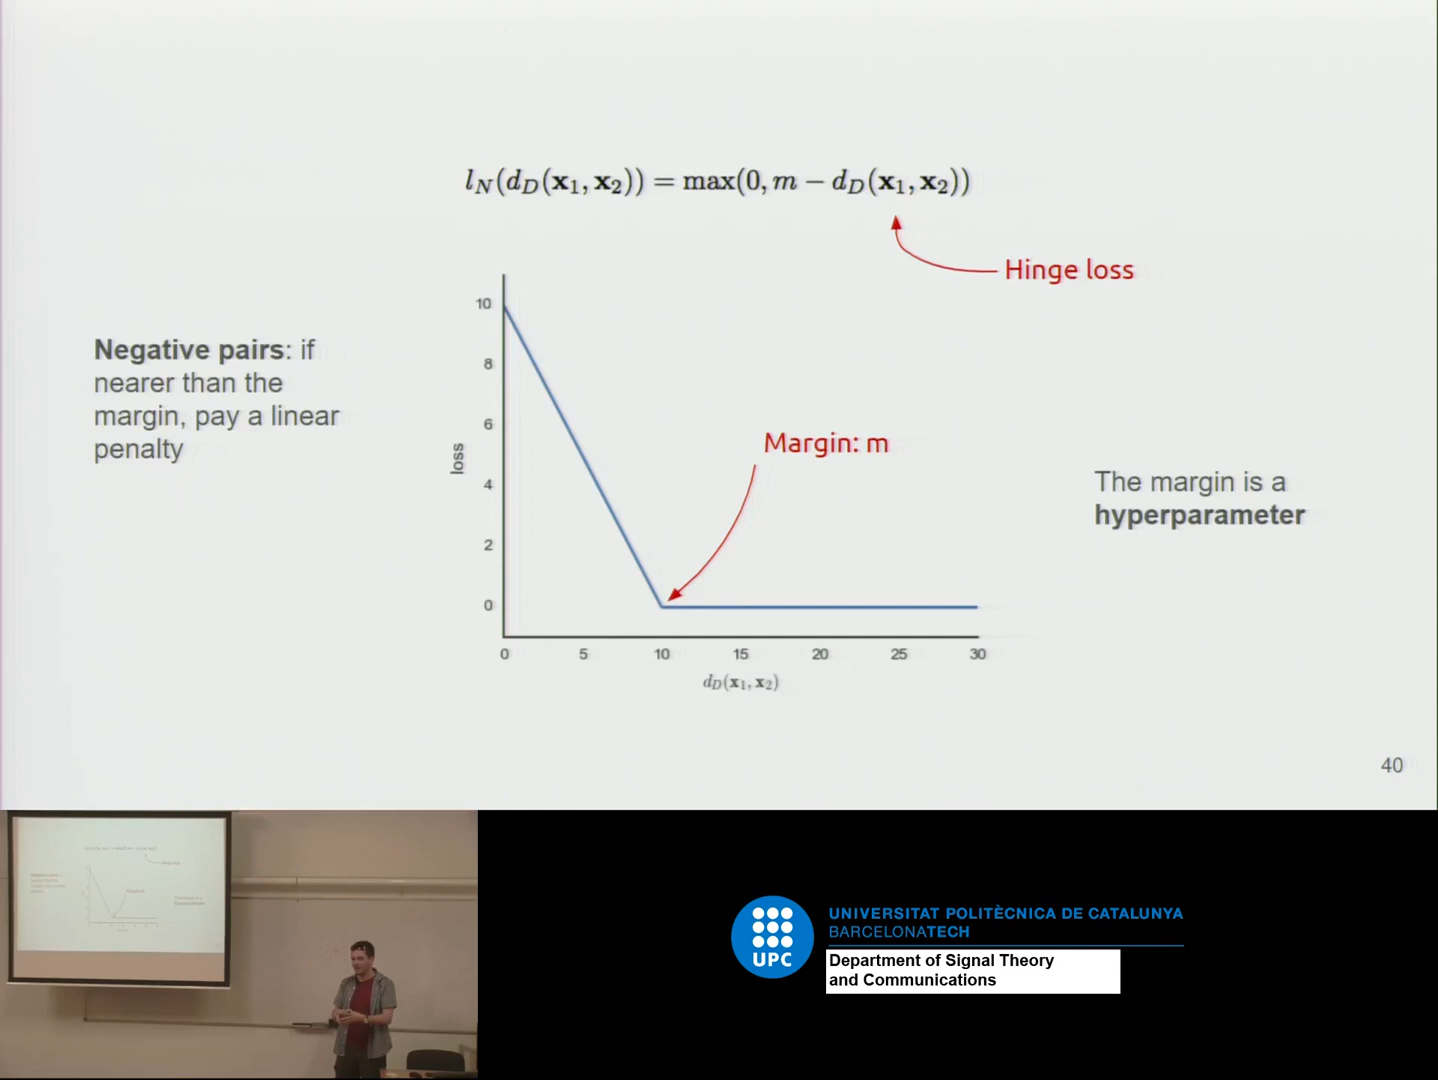 l_N(d_D(x_1, x_2)) = max(0, m − d_D(x_1, x_2))
Hinge loss
Negative pairs: if
nearer than the
margin, pay a linear
penalty
10
8
6
4
2
0
loss
Margin: m
The margin is a
hyperparameter
0 5 10 15 20 25 30
d_D(x_1, x_2)
40
UPC
UNIVERSITAT POLITÈCNICA DE CATALUNYA
BARCELONATECH
Department of Signal Theory
and Communications